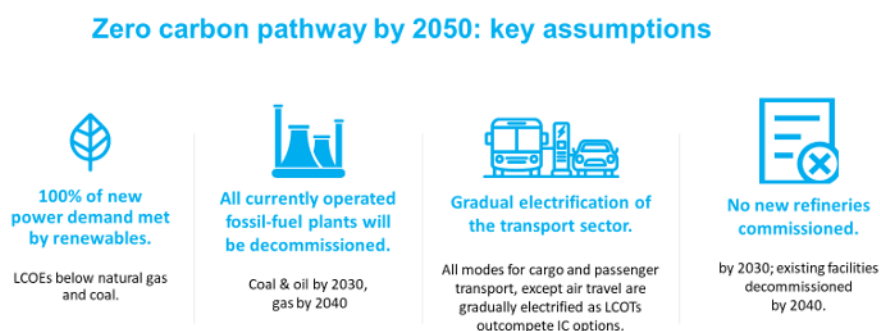 Zero carbon pathway by 2050: key assumptions
100% of new
power demand met
by renewables.
LCOEs below natural gas
and coal.
All currently operated
fossil-fuel plants will
be decommissioned.
Coal & oil by 2030,
gas by 2040
Gradual electrification of
the transport sector.
All modes for cargo and passenger
transport, except air travel are
gradually electrified as LCOTs
outcompete IC options.
No new refineries
commissioned.
by 2030; existing facilities
decommissioned
by 2040.